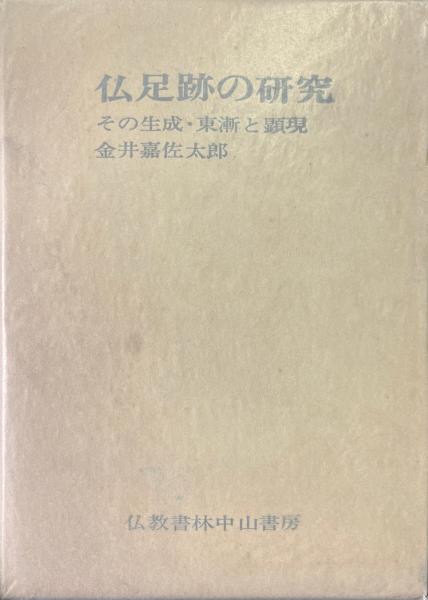 仏足跡の研究
その生成・東漸と顕現
金井嘉佐太郎
仏教書林中山書房